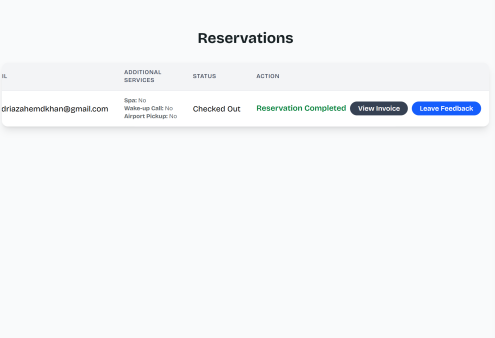 Reservations
IL
ADDITIONAL
SERVICES
STATUS
ACTION
driazahemdkhan@gmail.com
Spa: No
Wake-up Call: No
Airport Pickup: No
Checked Out
Reservation Completed
View Invoice
Leave Feedback